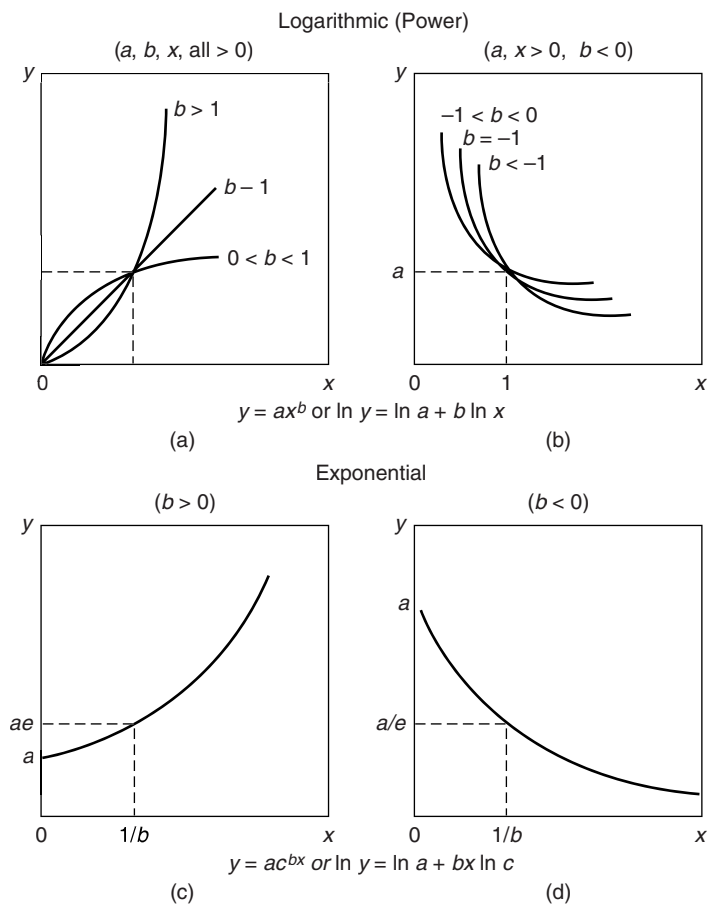 Logarithmic (Power)
(a, b, x, all > 0)
(a, x > 0, b < 0)
y
b > 1
b – 1
0 < b < 1
0
x
y
–1 < b < 0
b = –1
b < –1
a
0
1
x
y = ax^b or ln y = ln a + b ln x
(a)
(b)
Exponential
(b > 0)
(b < 0)
y
ae
a
0
1/b
x
y
a
a/e
0
1/b
x
y = ac^bx or ln y = ln a + bx ln c
(c)
(d)